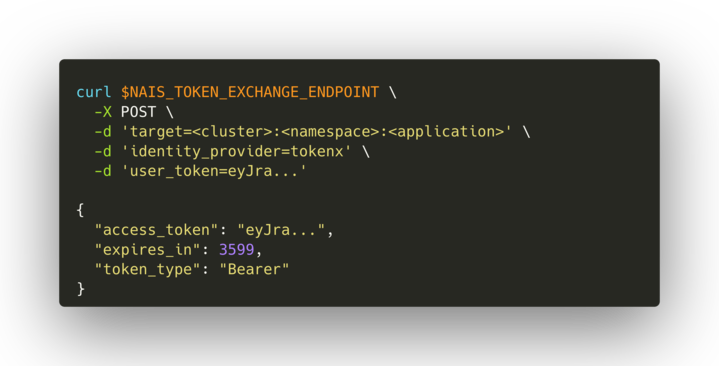 curl $NAIS_TOKEN_EXCHANGE_ENDPOINT \
  -X POST \
  -d 'target=<cluster>:<namespace>:<application>' \
  -d 'identity_provider=tokenx' \
  -d 'user_token=eyJra...'

{
  "access_token": "eyJra...",
  "expires_in": 3599,
  "token_type": "Bearer"
}